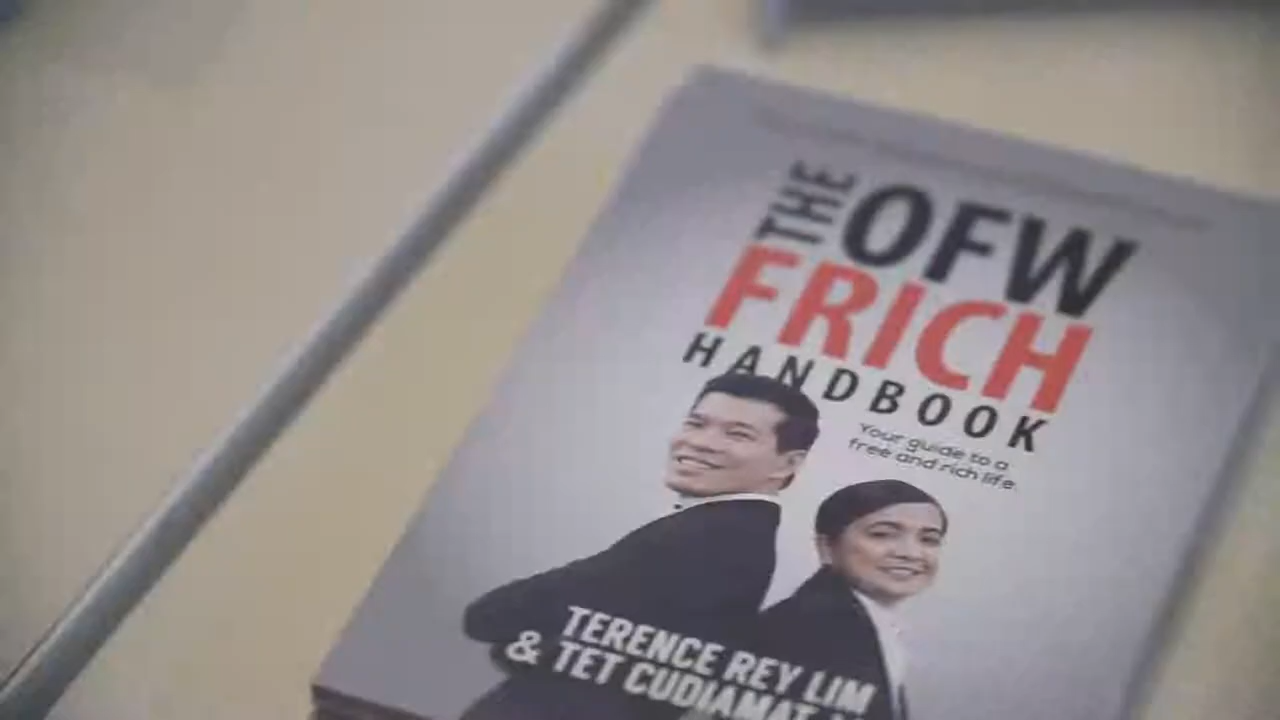 THE OFW
FRICH
HANDBOOK
Your guide to a
free and rich life.
TERENCE REY LIM
& TET CUDIAMAT